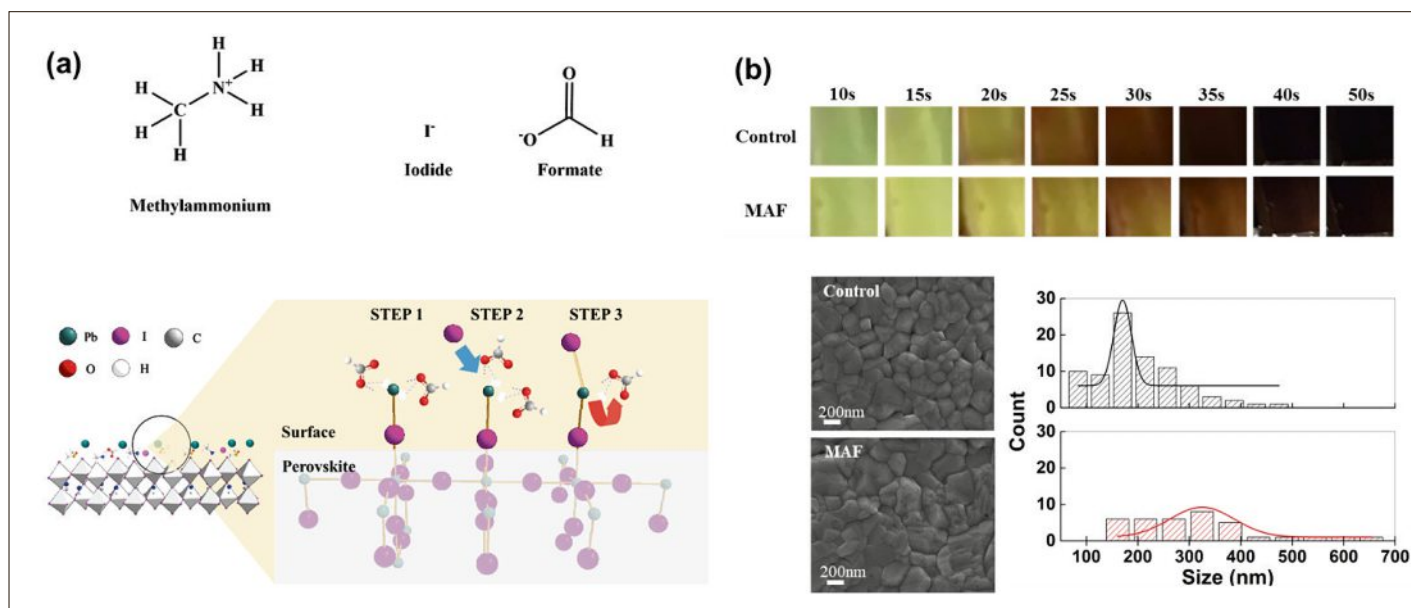 (a)
H
H
H
N⁺
C
H
H
H
H
Methylammonium
I⁻
Iodide
O
⁻O
H
Formate
Pb
I
C
O
H
STEP 1
STEP 2
STEP 3
Surface
Perovskite
(b)
10s 15s 20s 25s 30s 35s 40s 50s
Control
MAF
Control
200nm
MAF
200nm
Count
30
20
10
0
30
20
10
0
100 200 300 400 500 600 700
Size (nm)